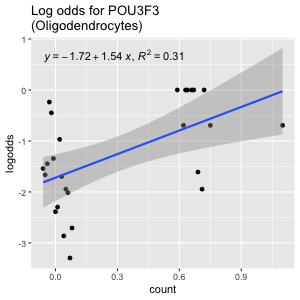 Log odds for POU3F3
(Oligodendrocytes)
y = −1.72 + 1.54 x, R² = 0.31
1
0
-1
-2
-3
logodds
0.0 0.3 0.6 0.9
count